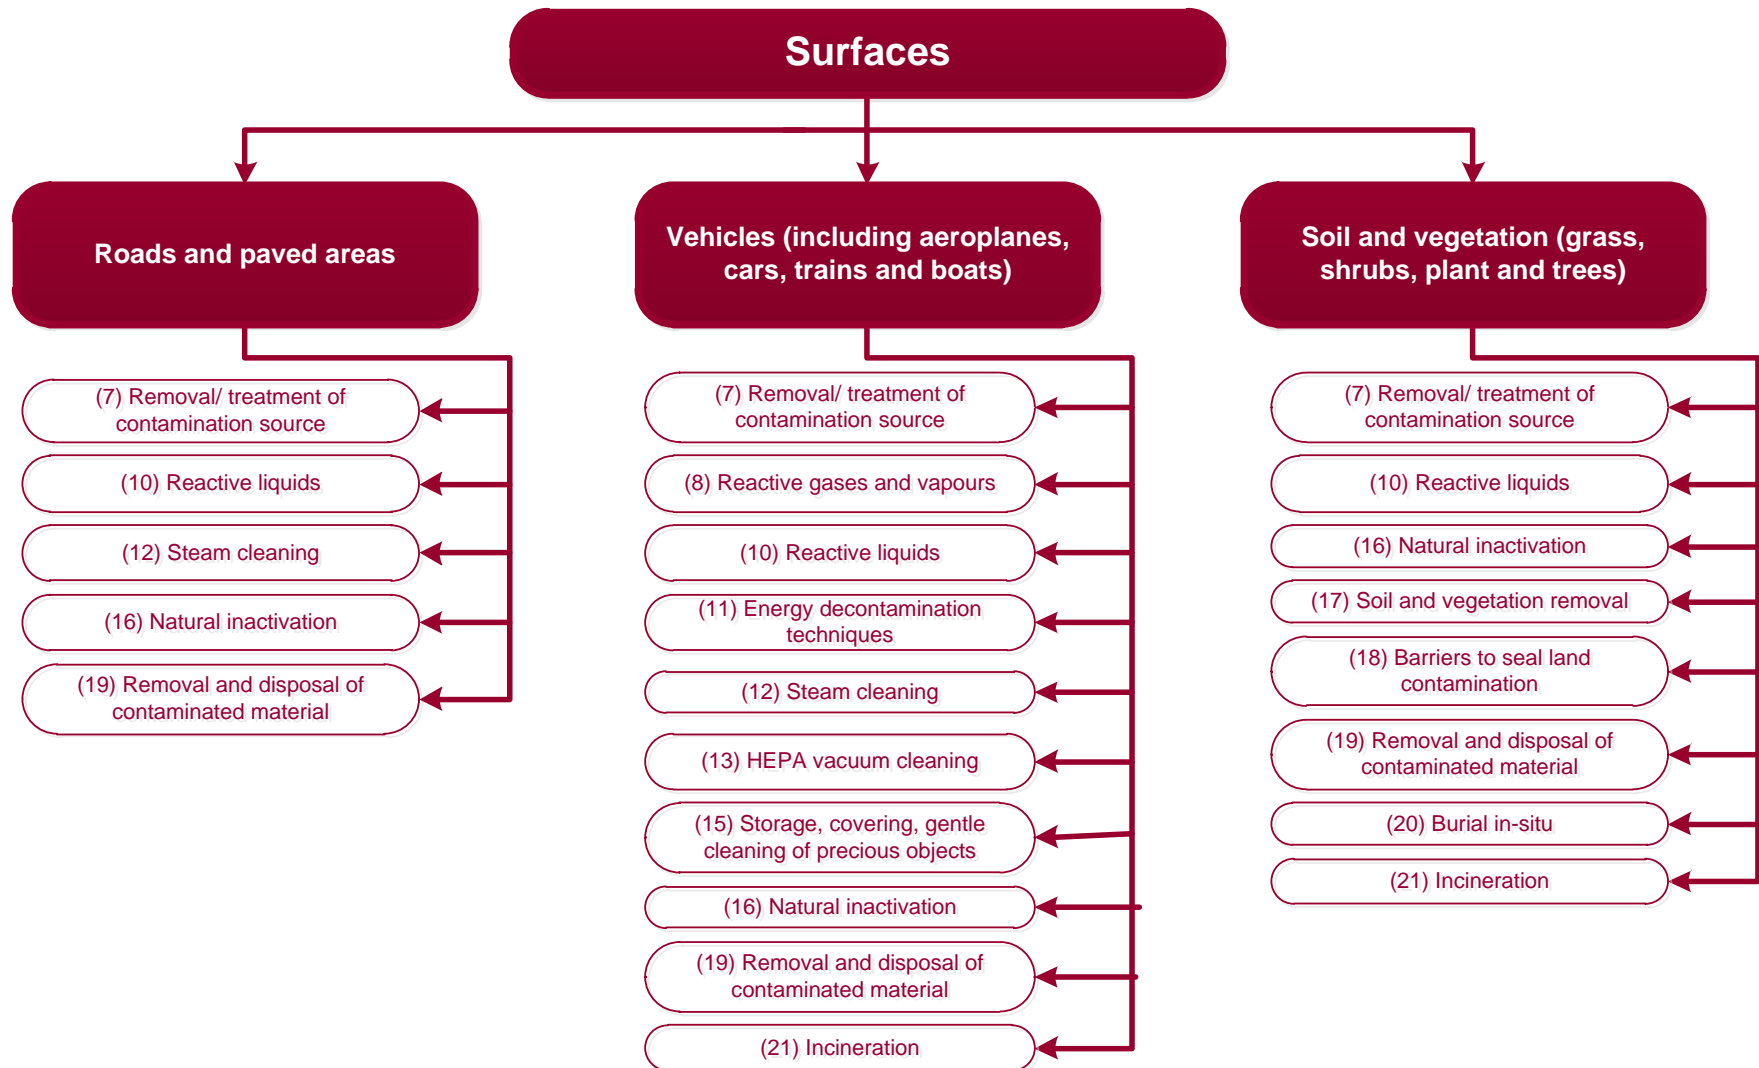 Surfaces
Roads and paved areas
(7) Removal/ treatment of
contamination source
(10) Reactive liquids
(12) Steam cleaning
(16) Natural inactivation
(19) Removal and disposal of
contaminated material
Vehicles (including aeroplanes,
cars, trains and boats)
(7) Removal/ treatment of
contamination source
(8) Reactive gases and vapours
(10) Reactive liquids
(11) Energy decontamination
techniques
(12) Steam cleaning
(13) HEPA vacuum cleaning
(15) Storage, covering, gentle
cleaning of precious objects
(16) Natural inactivation
(19) Removal and disposal of
contaminated material
(21) Incineration
Soil and vegetation (grass,
shrubs, plant and trees)
(7) Removal/ treatment of
contamination source
(10) Reactive liquids
(16) Natural inactivation
(17) Soil and vegetation removal
(18) Barriers to seal land
contamination
(19) Removal and disposal of
contaminated material
(20) Burial in-situ
(21) Incineration